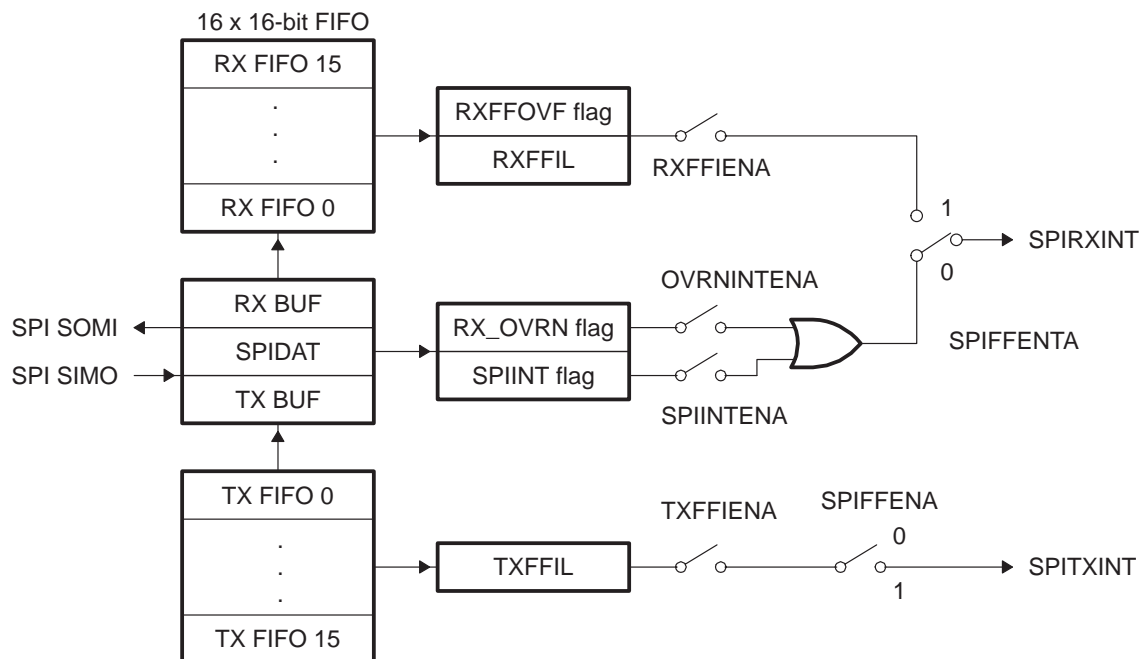 16 x 16-bit FIFO
RX FIFO 15
.
.
.
RX FIFO 0
RXFFOVF flag
RXFFIL
RXFFIENA
1
0
SPIRXINT
SPIFFENTA
SPI SOMI
SPI SIMO
RX BUF
SPIDAT
TX BUF
RX_OVRN flag
SPIINT flag
OVRNINTENA
SPIINTENA
TX FIFO 0
.
.
.
TX FIFO 15
TXFFIL
TXFFIENA
SPIFFENA
0
1
SPITXINT